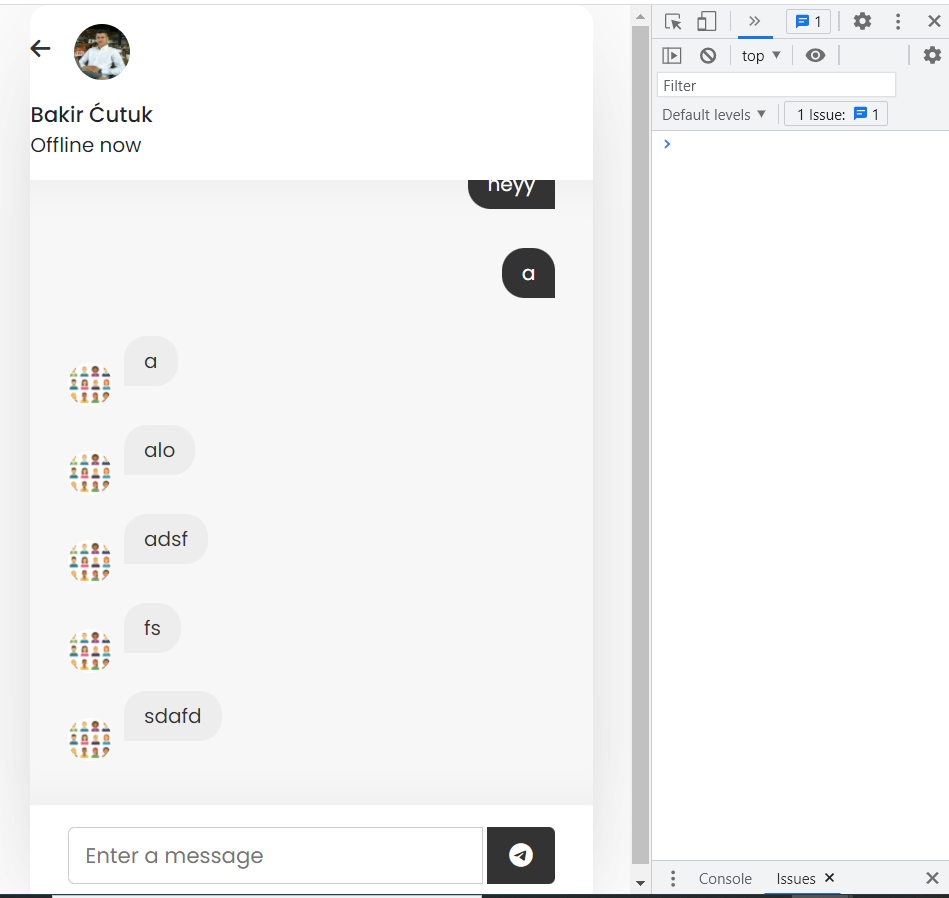 1
top
Filter
Default levels
1 Issue: 1
Bakir Ćutuk
Offline now
heyy
a
a
alo
adsf
fs
sdafd
Enter a message
Console
Issues